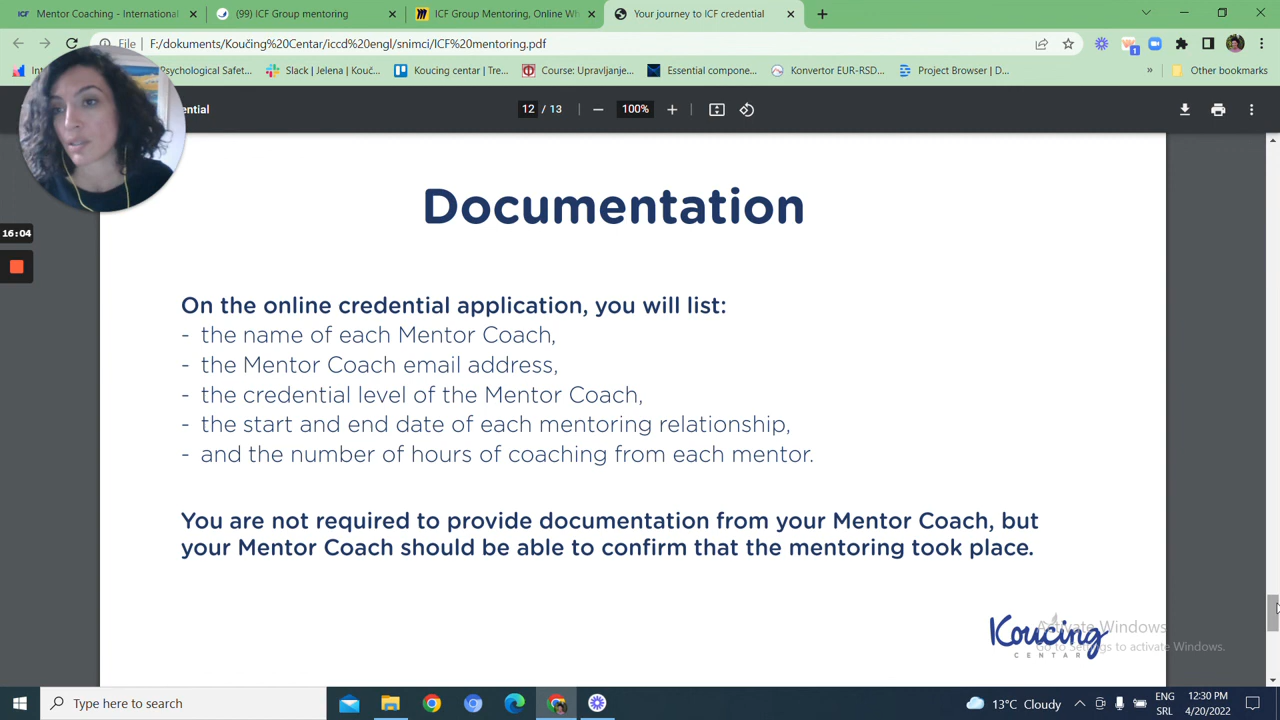 Mentor Coaching - International
(99) ICF Group mentoring
ICF Group Mentoring, Online Wh
Your journey to ICF credential
File
F:/dokuments/Koučing%20Centar/iccd%20engl/snimci/ICF%20mentoring.pdf
Psychological Safet...
Slack | Jelena | Kouč...
Koucing centar | Tre...
Course: Upravljanje...
Essential compone...
Konvertor EUR-RSD...
Project Browser | D...
»
Other bookmarks
ential
12 / 13
100%
16:04
Documentation
On the online credential application, you will list:
- the name of each Mentor Coach,
- the Mentor Coach email address,
- the credential level of the Mentor Coach,
- the start and end date of each mentoring relationship,
- and the number of hours of coaching from each mentor.
You are not required to provide documentation from your Mentor Coach, but
your Mentor Coach should be able to confirm that the mentoring took place.
Koucing
CENTAR
Activate Windows
Go to Settings to activate Windows.
Type here to search
13°C Cloudy
ENG
SRL
12:30 PM
4/20/2022